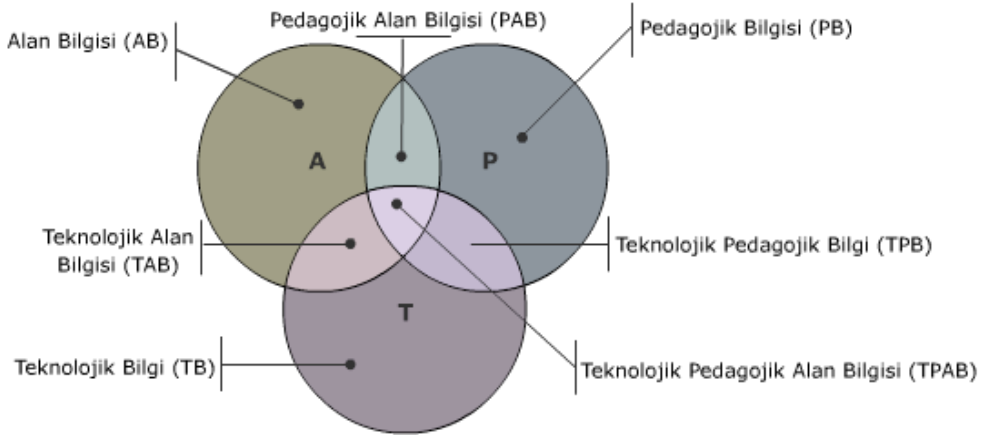 Pedagojik Alan Bilgisi (PAB)
Alan Bilgisi (AB)
Pedagojik Bilgisi (PB)
A
P
Teknolojik Alan
Bilgisi (TAB)
Teknolojik Pedagojik Bilgi (TPB)
T
Teknolojik Bilgi (TB)
Teknolojik Pedagojik Alan Bilgisi (TPAB)